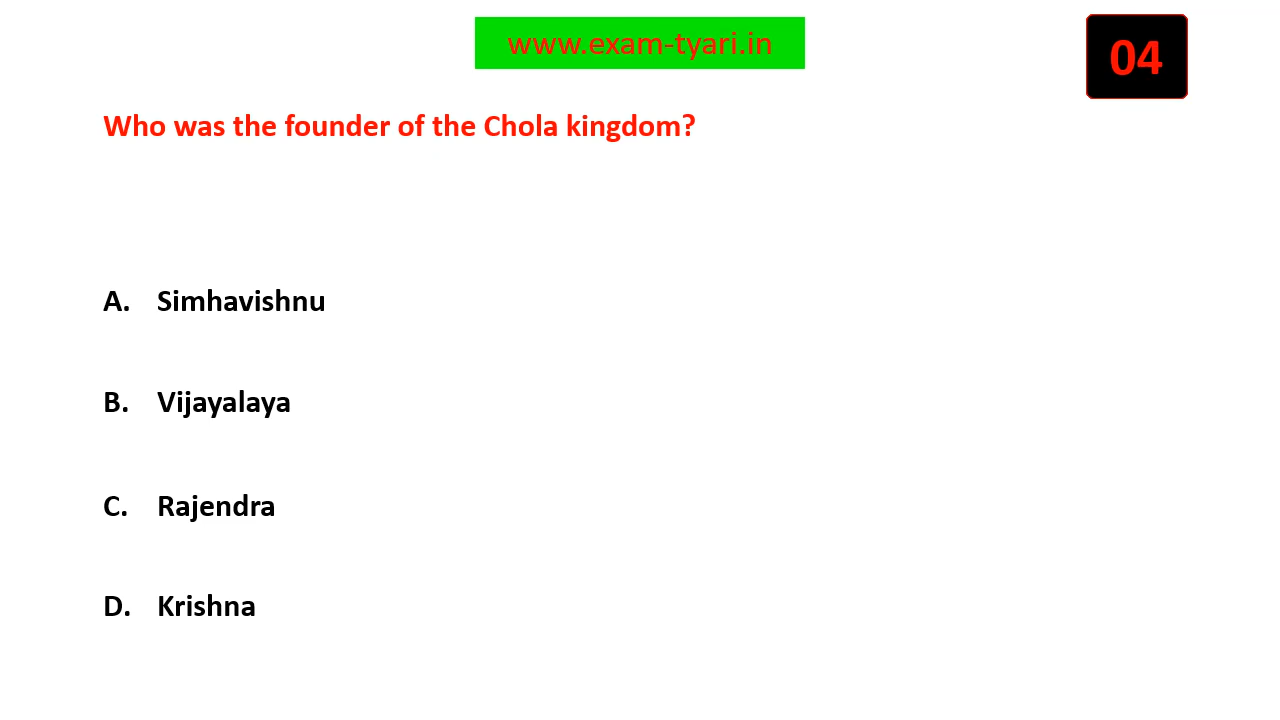 www.exam-tyari.in
04
Who was the founder of the Chola kingdom?
A. Simhavishnu
B. Vijayalaya
C. Rajendra
D. Krishna